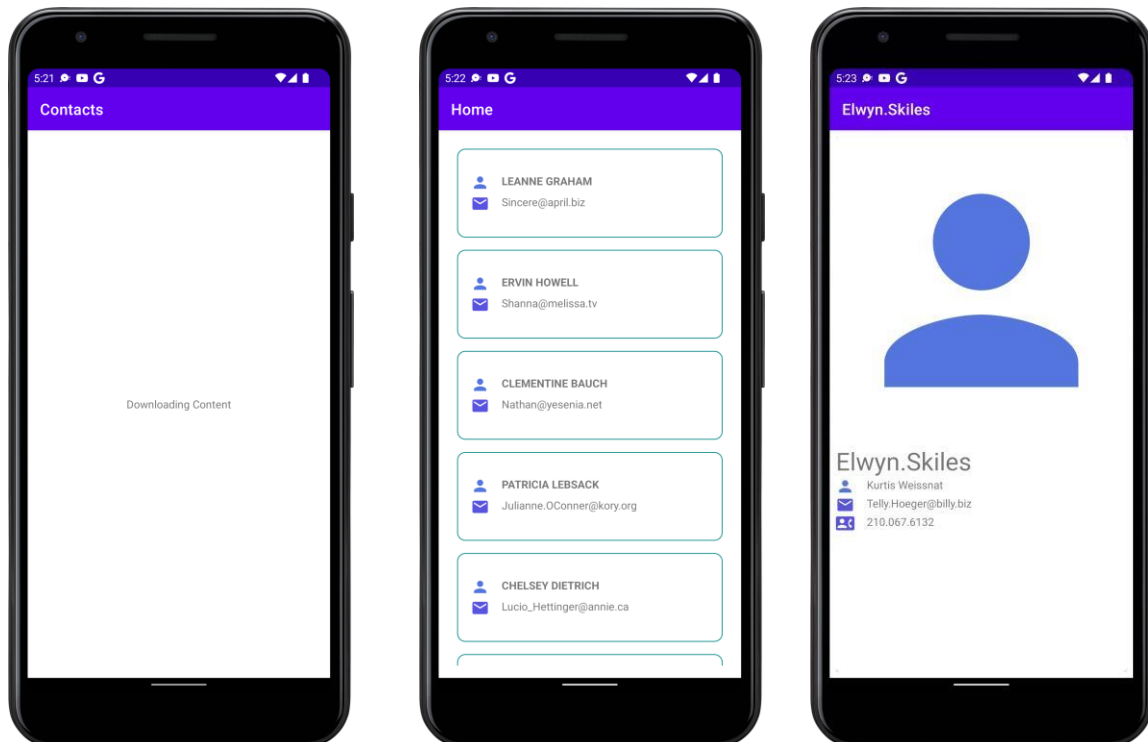 5:21
Contacts
Downloading Content
5:22
Home
LEANNE GRAHAM
Sincere@april.biz
ERVIN HOWELL
Shanna@melissa.tv
CLEMENTINE BAUCH
Nathan@yesenia.net
PATRICIA LEBSACK
Julianne.OConner@kory.org
CHELSEY DIETRICH
Lucio_Hettinger@annie.ca
5:23
Elwyn.Skiles
Elwyn.Skiles
Kurtis Weissnat
Telly.Hoeger@billy.biz
210.067.6132